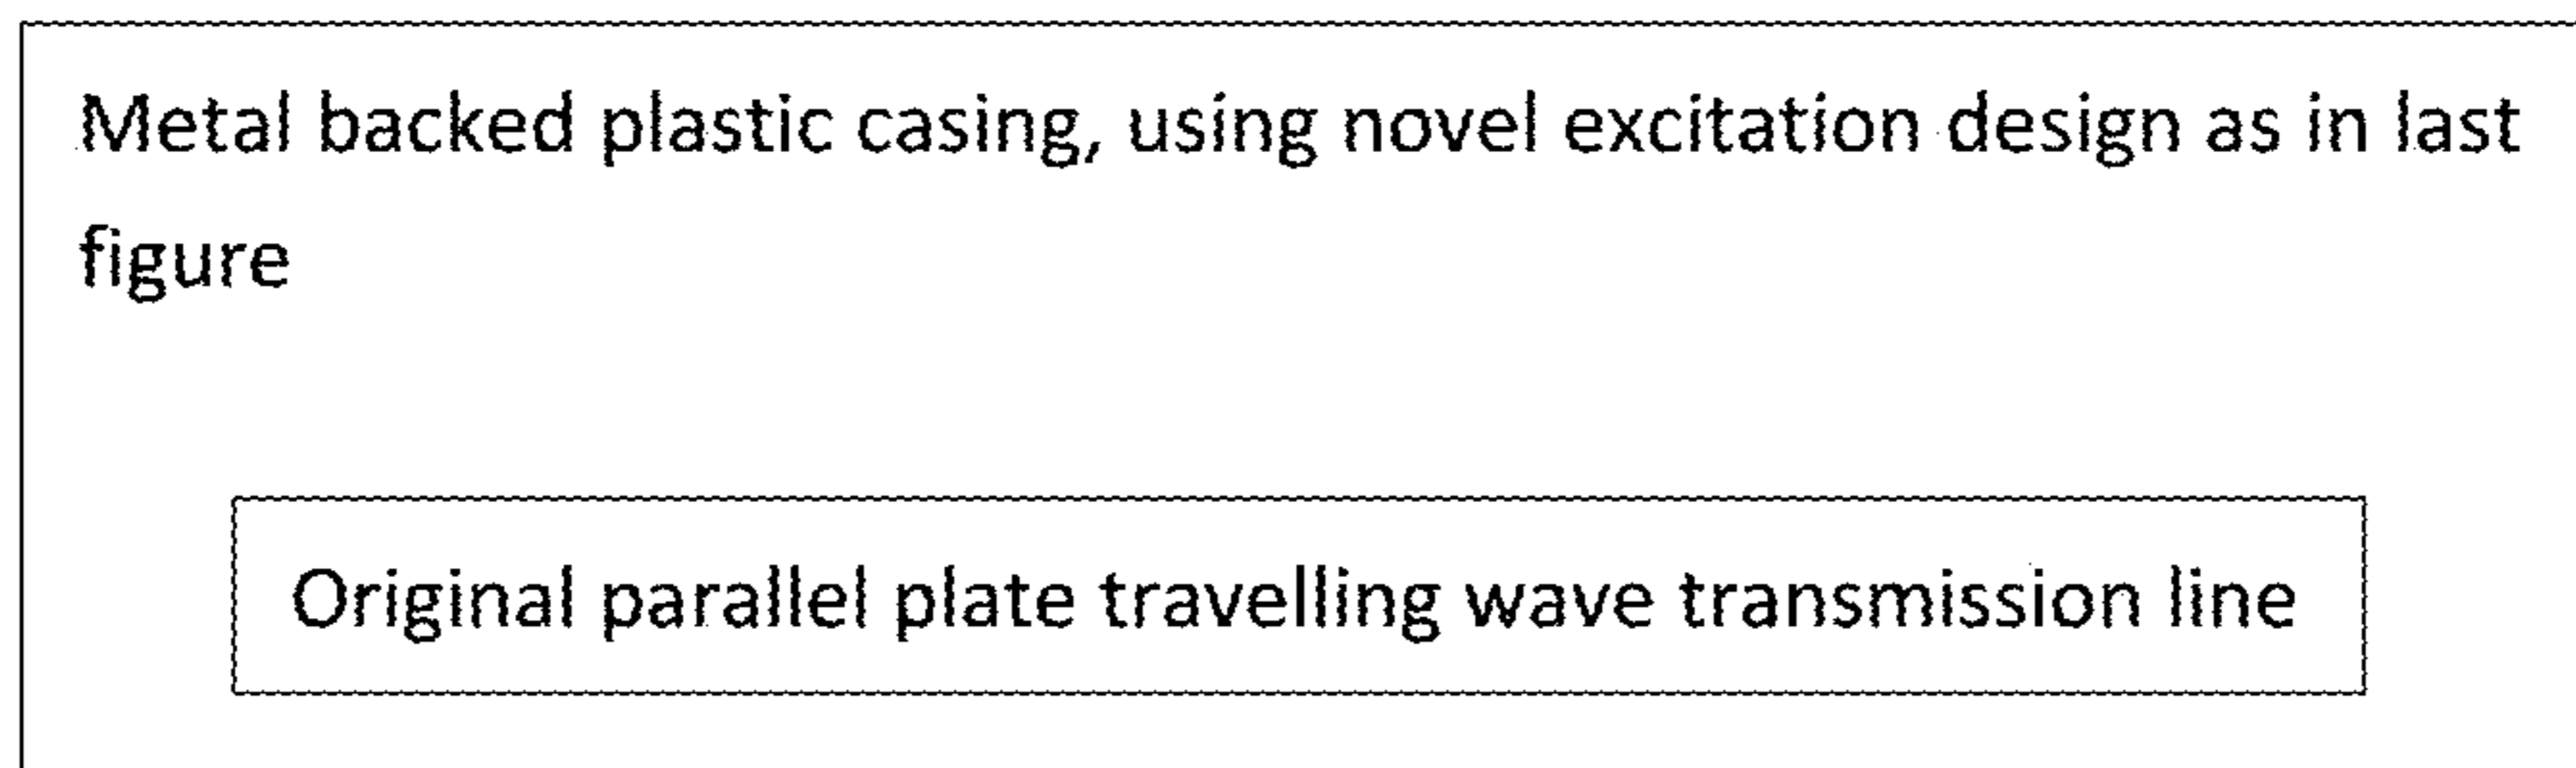 Metal backed plastic casing, using novel excitation design as in last
figure
Original parallel plate travelling wave transmission line